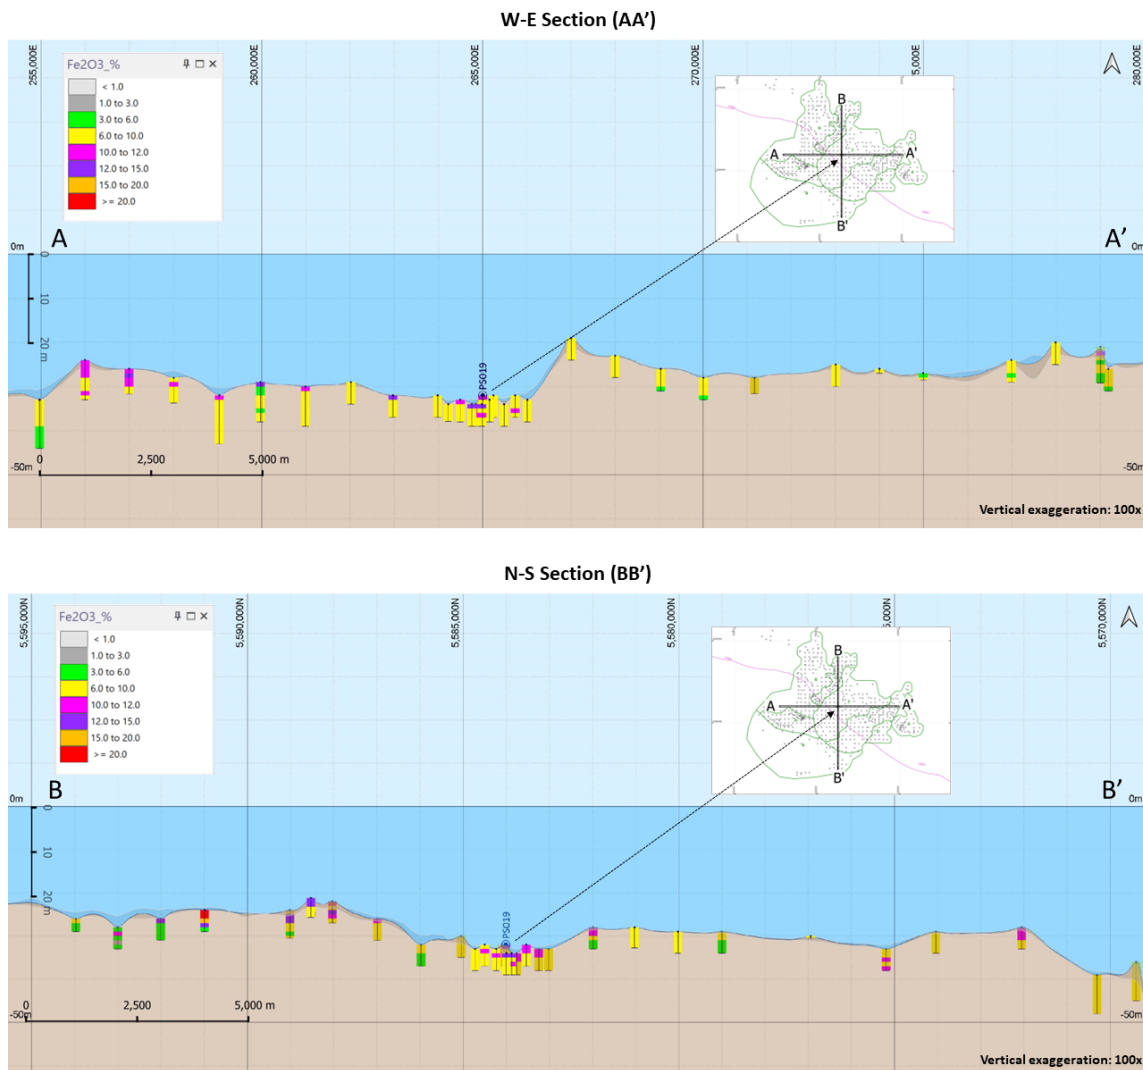 W-E Section (AA')
255,000E
260,000E
265,000E
270,000E
5,000E
280,000E
Fe2O3_%
< 1.0
1.0 to 3.0
3.0 to 6.0
6.0 to 10.0
10.0 to 12.0
12.0 to 15.0
15.0 to 20.0
>= 20.0
B
A
A'
B'
A
A'
0m
0
0m
10
20 m
PS019
0
2,500
5,000 m
-50m
-50m
Vertical exaggeration: 100x
N-S Section (BB')
5,595,000N
5,590,000N
5,585,000N
5,580,000N
5,000N
5,570,000N
Fe2O3_%
< 1.0
1.0 to 3.0
3.0 to 6.0
6.0 to 10.0
10.0 to 12.0
12.0 to 15.0
15.0 to 20.0
>= 20.0
B
A
A'
B'
B
B'
0m
0
0m
10
20 m
PS019
0
2,500
5,000 m
-50m
-50m
Vertical exaggeration: 100x